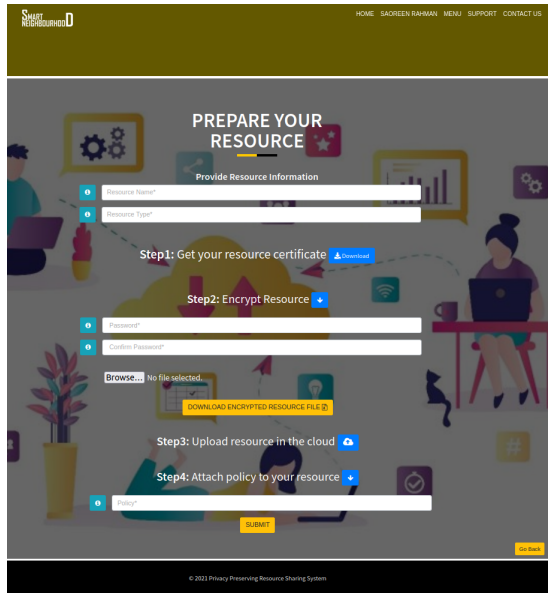 SMART
NEIGHBOURHOOD
HOME SAOREEN RAHMAN MENU SUPPORT CONTACT US
PREPARE YOUR
RESOURCE
Provide Resource Information
Resource Name*
Resource Type*
Step1: Get your resource certificate Download
Step2: Encrypt Resource
Password*
Confirm Password*
Browse... No file selected.
DOWNLOAD ENCRYPTED RESOURCE FILE
Step3: Upload resource in the cloud
Step4: Attach policy to your resource
Policy*
SUBMIT
Go Back
© 2021 Privacy Preserving Resource Sharing System